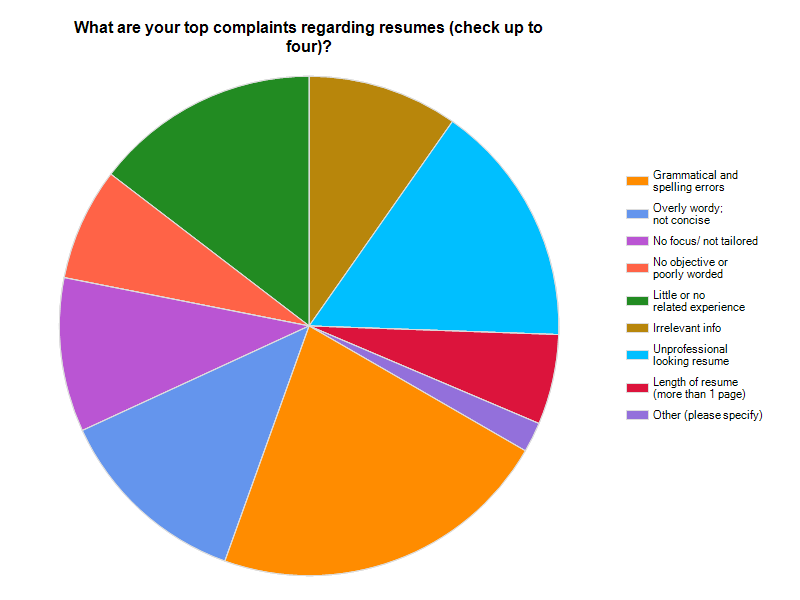 What are your top complaints regarding resumes (check up to
four)?
Grammatical and
spelling errors
Overly wordy;
not concise
No focus/ not tailored
No objective or
poorly worded
Little or no
related experience
Irrelevant info
Unprofessional
looking resume
Length of resume
(more than 1 page)
Other (please specify)